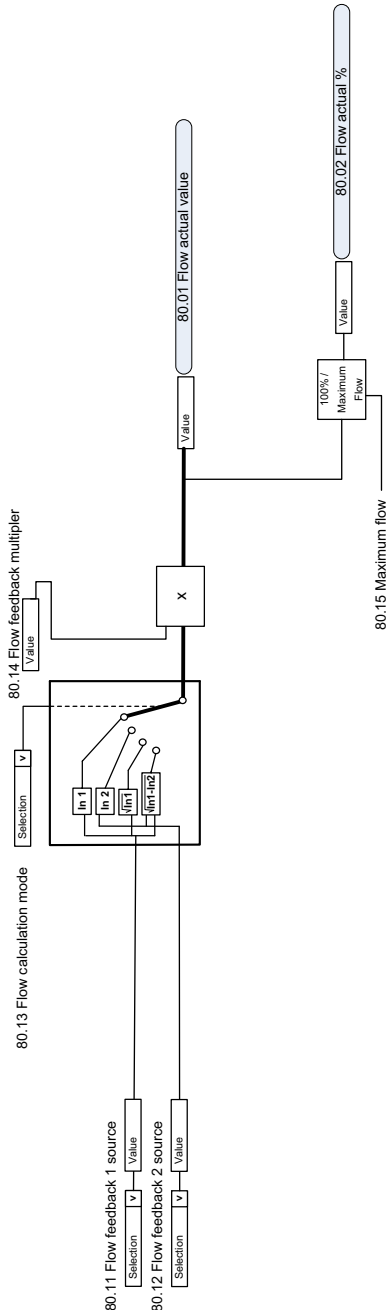 80.11 Flow feedback 1 source
Selection v
Value
80.12 Flow feedback 2 source
Selection v
Value
80.13 Flow calculation mode
Selection v
In 1
In 2
√In1
√In1-In2
80.14 Flow feedback multipler
Value
X
Value
80.01 Flow actual value
80.15 Maximum flow
100% /
Maximum
Flow
Value
80.02 Flow actual %